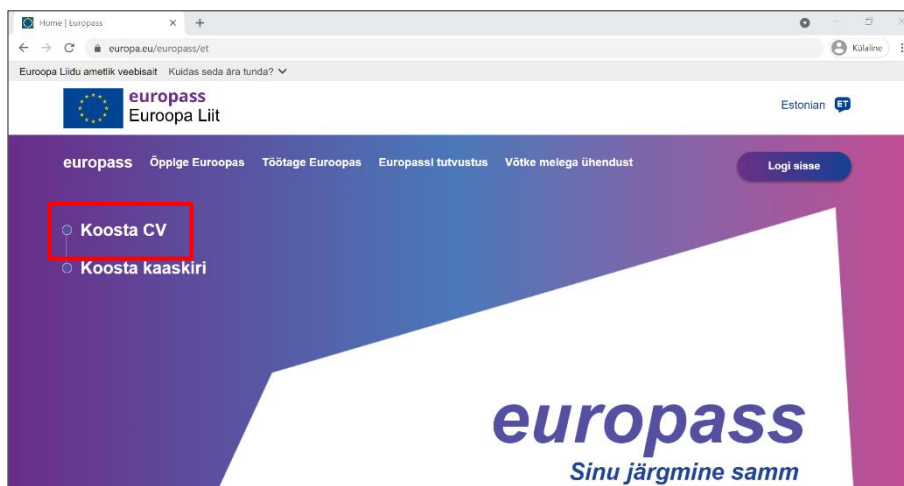 Home | Europass
europa.eu/europass/et
Külaline
Euroopa Liidu ametlik veebisait Kuidas seda ära tunda?
europass
Euroopa Liit
Estonian ET
europass Õppige Euroopas Töötage Euroopas Europassi tutvustus Võtke meiega ühendust Logi sisse
Koosta CV
Koosta kaaskiri
europass
Sinu järgmine samm